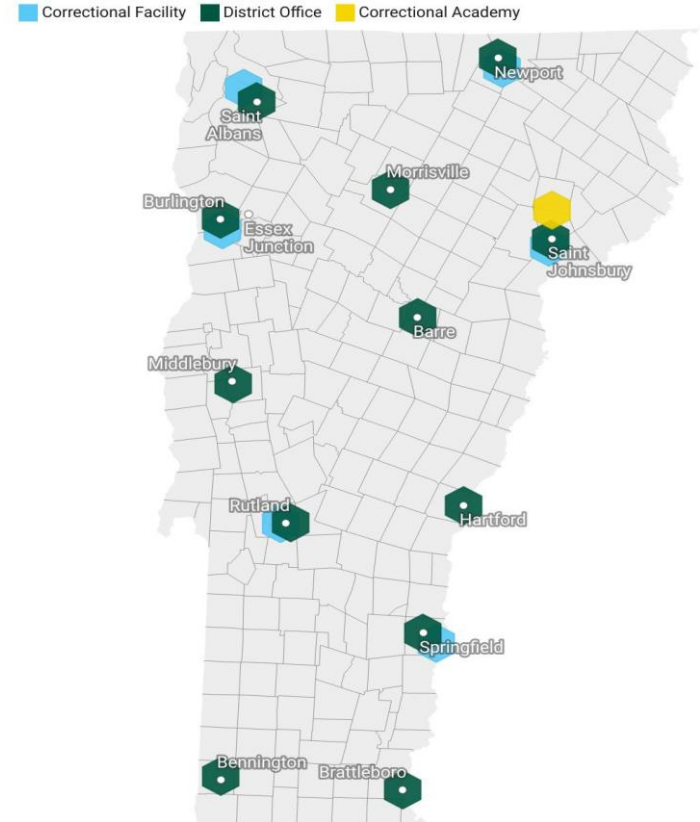 Correctional Facility District Office Correctional Academy
Newport
Saint
Albans
Morrisville
Burlington
Essex
Junction
Saint
Johnsbury
Barre
Middlebury
Rutland
Hartford
Springfield
Bennington
Brattleboro